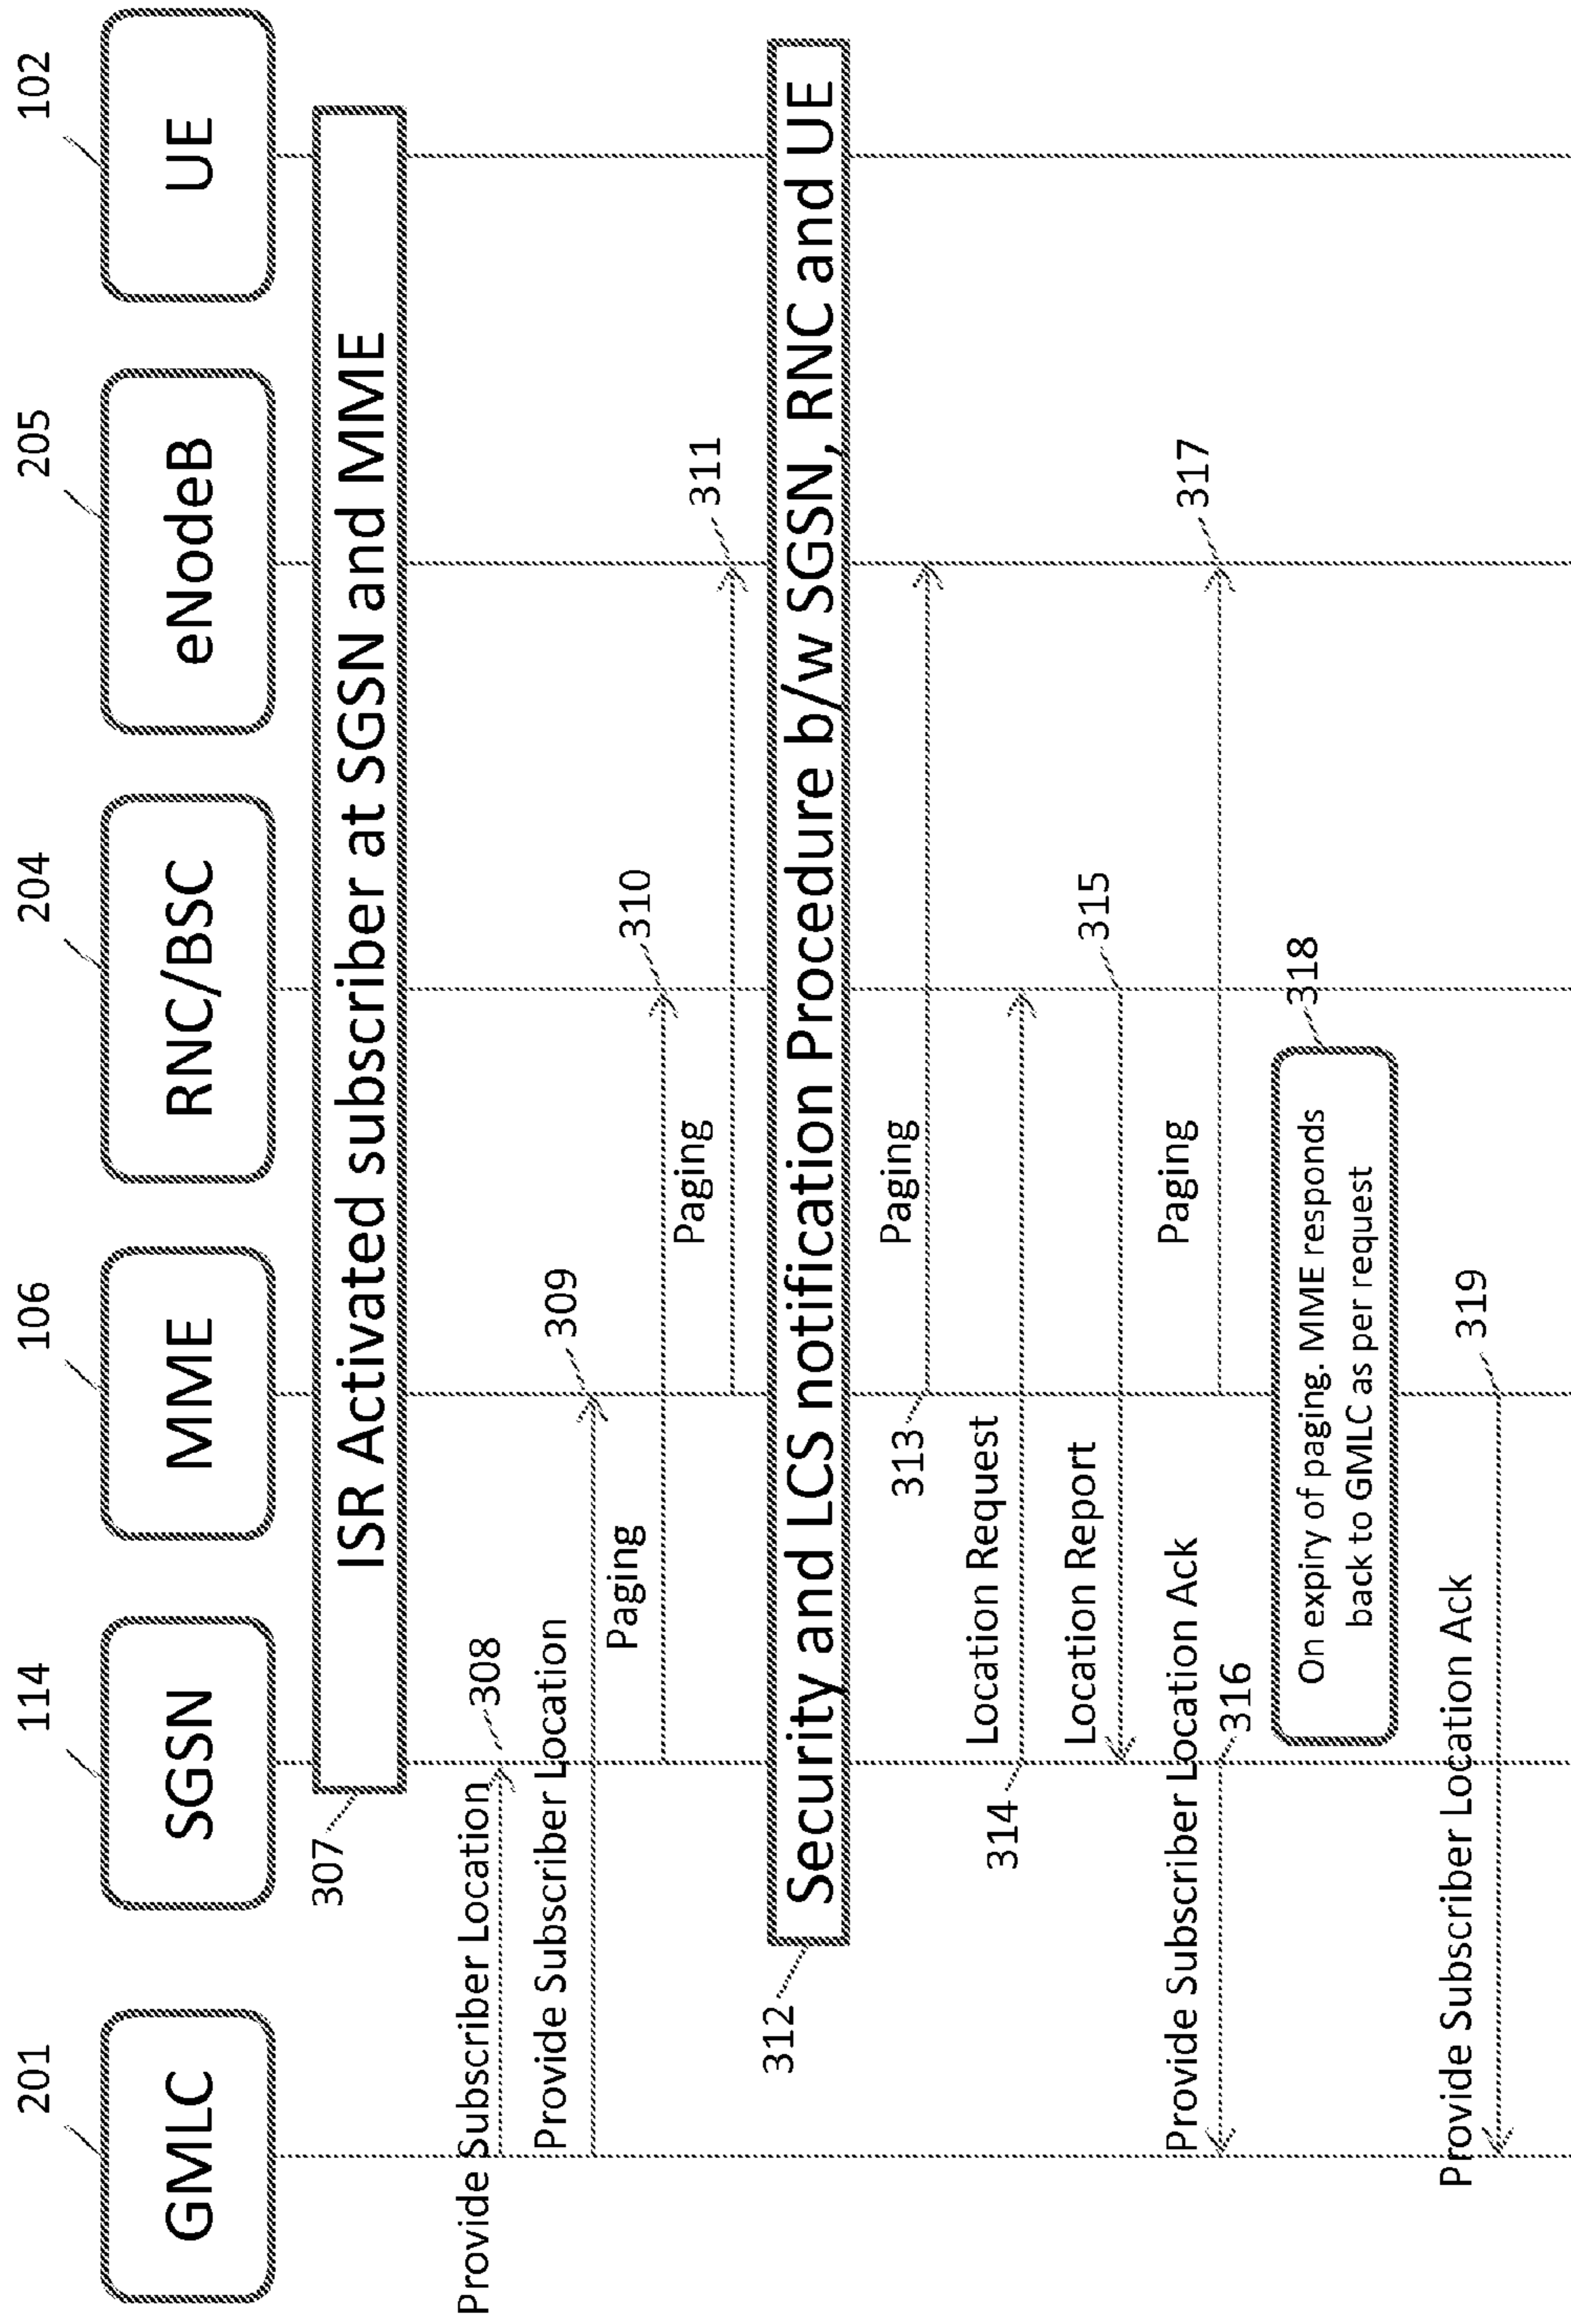 201
114
106
204
205
102
GMLC
SGSN
MME
RNC/BSC
eNodeB
UE
ISR Activated subscriber at SGSN and MME
307
Provide Subscriber Location
308
Provide Subscriber Location
309
Paging
310
Paging
311
Security and LCS notification Procedure b/w SGSN, RNC and UE
312
Paging
313
Location Request
314
Location Report
315
Provide Subscriber Location Ack
316
Paging
317
On expiry of paging. MME responds
back to GMLC as per request
318
Provide Subscriber Location Ack
319